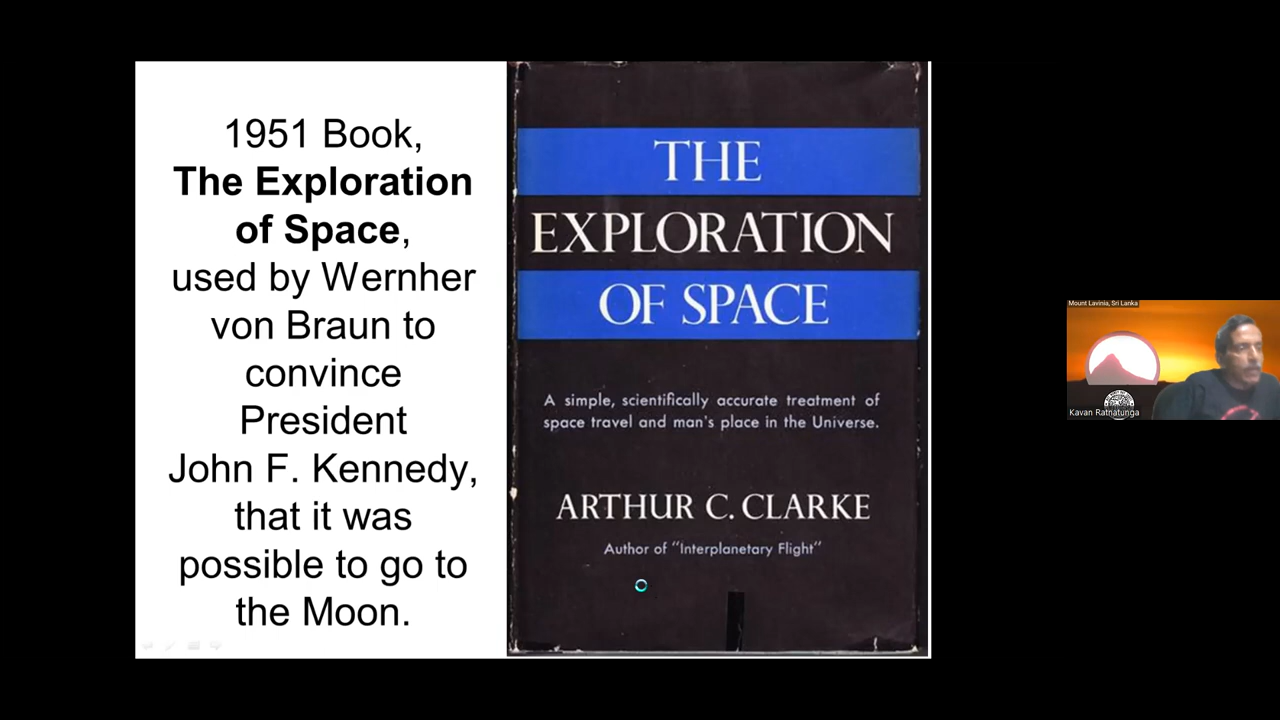 1951 Book,
The Exploration
of Space,
used by Wernher
von Braun to
convince
President
John F. Kennedy,
that it was
possible to go to
the Moon.
THE
EXPLORATION
OF SPACE
A simple, scientifically accurate treatment of
space travel and man's place in the Universe.
ARTHUR C. CLARKE
Author of "Interplanetary Flight"
Mount Lavinia, Sri Lanka
Kavan Ratnatunga